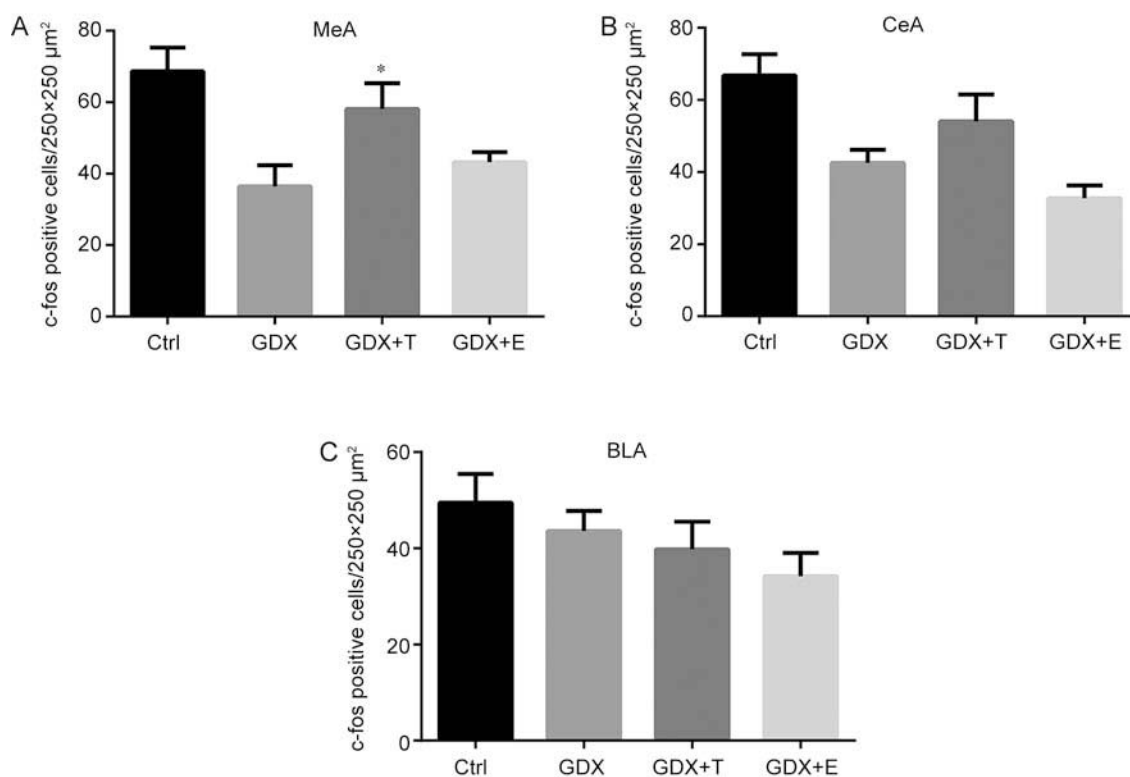 A
MeA
c-fos positive cells/250×250 µm²
80
60
40
20
0
*
Ctrl GDX GDX+T GDX+E
B
CeA
c-fos positive cells/250×250 µm²
80
60
40
20
0
Ctrl GDX GDX+T GDX+E
C
BLA
c-fos positive cells/250×250 µm²
60
40
20
0
Ctrl GDX GDX+T GDX+E